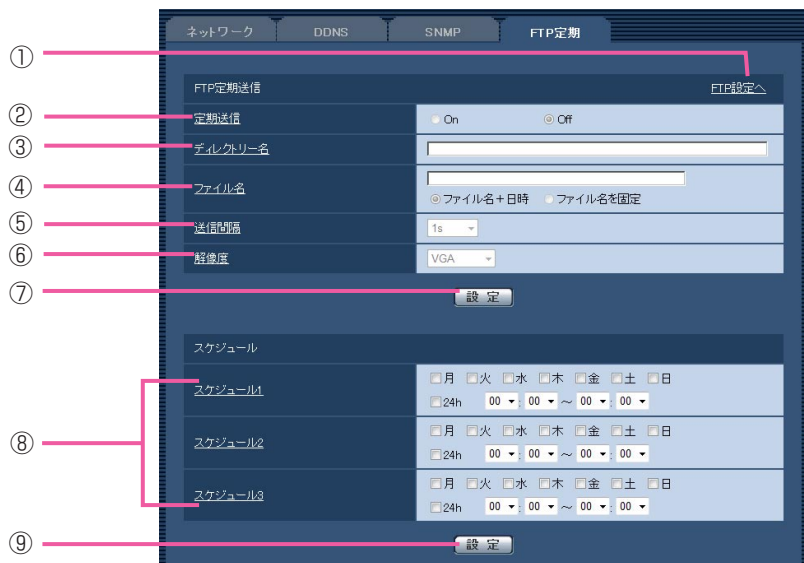 ネットワーク DDNS SNMP FTP定期
①
FTP定期送信 FTP設定へ
② 定期送信 On Off
③ ディレクトリー名
④ ファイル名
ファイル名+日時 ファイル名を固定
⑤ 送信間隔 1s
⑥ 解像度 VGA
⑦ 設定
スケジュール
⑧
スケジュール1 月 火 水 木 金 土 日
24h 00 : 00 ~ 00 : 00
スケジュール2 月 火 水 木 金 土 日
24h 00 : 00 ~ 00 : 00
スケジュール3 月 火 水 木 金 土 日
24h 00 : 00 ~ 00 : 00
⑨ 設定